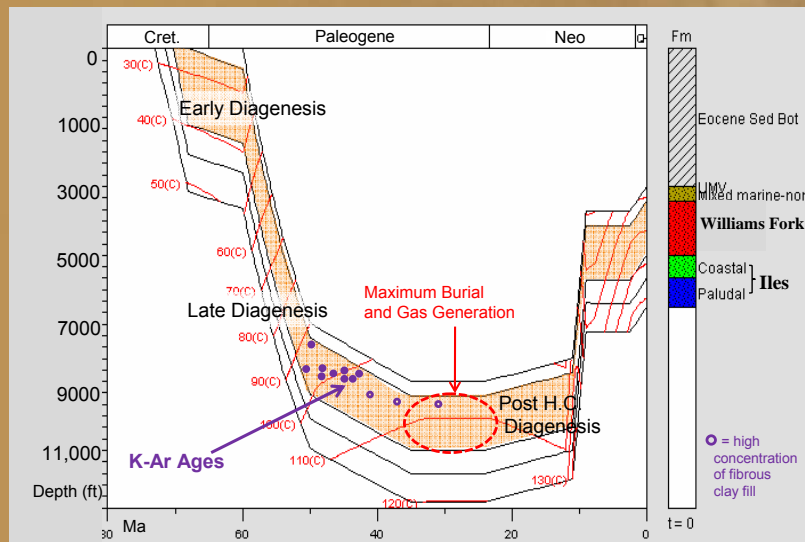 Cret. Paleogene Neo Q Fm
0
1000
3000
5000
7000
9000
11,000
Depth (ft)
30(C)
40(C)
50(C)
60(C)
70(C)
80(C)
90(C)
100(C)
110(C)
120(C)
130(C)
Early Diagenesis
Late Diagenesis
Maximum Burial
and Gas Generation
Post H.C
Diagenesis
K-Ar Ages
Eocene Sed Bot
UMV
Mixed marine-non
Williams Fork
Coastal
Paludal
Iles
= high
concentration
of fibrous
clay fill
Ma
80 60 40 20 0
t = 0